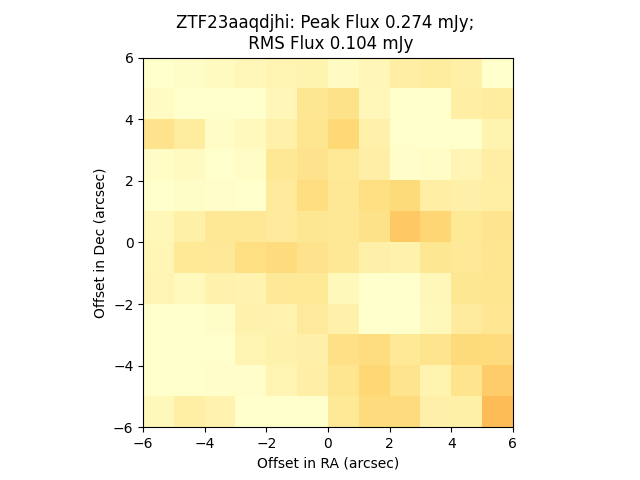 ZTF23aaqdjhi: Peak Flux 0.274 mJy;
RMS Flux 0.104 mJy
6
4
2
0
−2
−4
−6
Offset in Dec (arcsec)
−6 −4 −2 0 2 4 6
Offset in RA (arcsec)